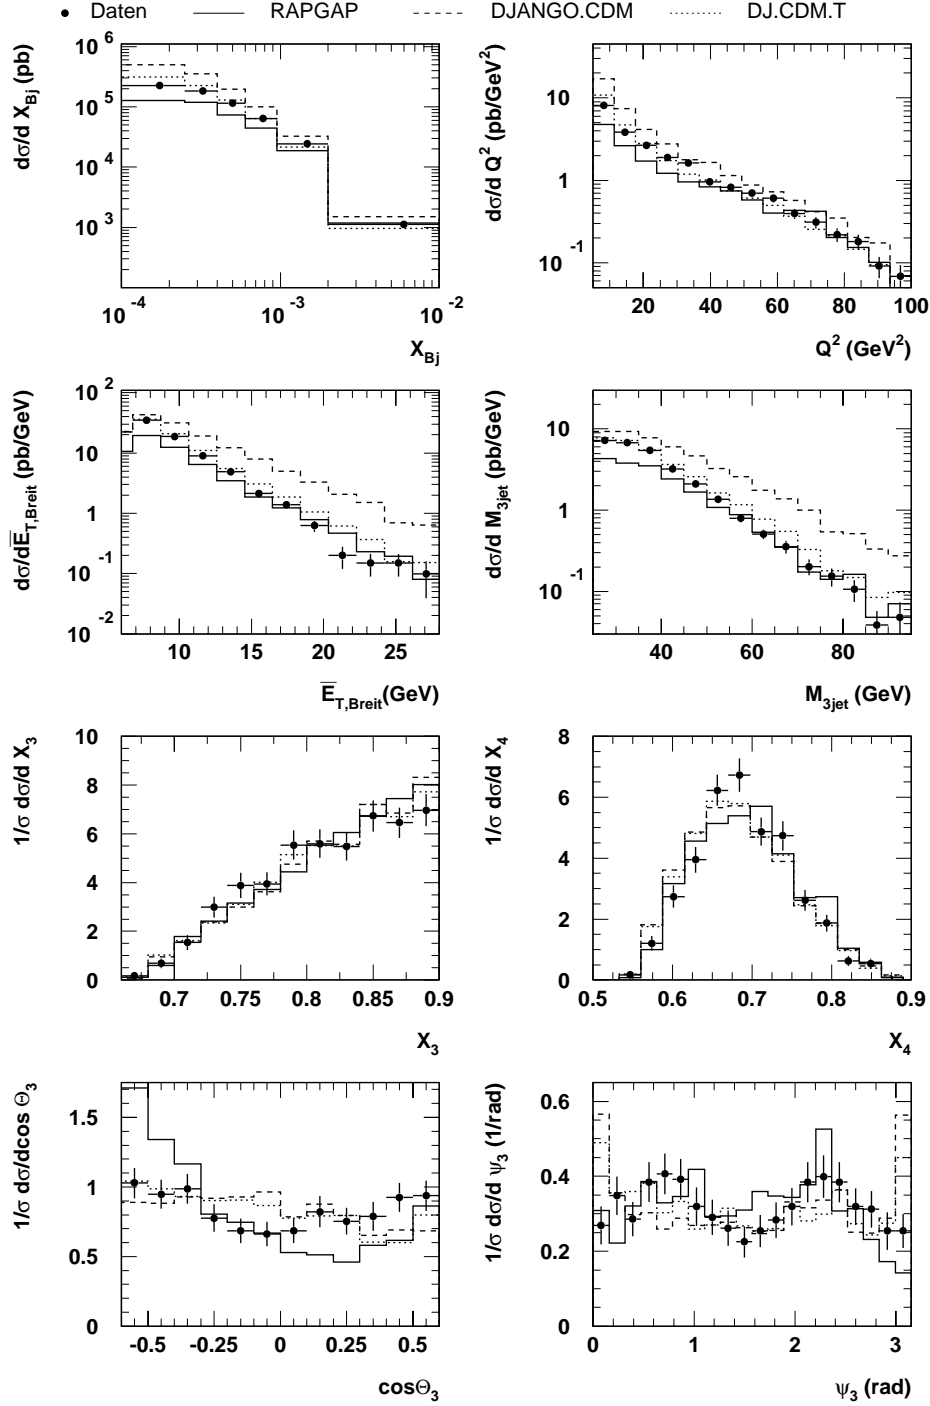 Daten RAPGAP DJANGO.CDM DJ.CDM.T
dσ/d X_Bj (pb)
10^6
10^5
10^4
10^3
10^-4 10^-3 10^-2
X_Bj
dσ/d Q^2 (pb/GeV^2)
10
1
10^-1
20 40 60 80 100
Q^2 (GeV^2)
dσ/dE̅_T,Breit (pb/GeV)
10^2
10
1
10^-1
10^-2
10 15 20 25
E̅_T,Breit(GeV)
dσ/d M_3jet (pb/GeV)
10
1
10^-1
40 60 80
M_3jet (GeV)
1/σ dσ/d X_3
10
8
6
4
2
0
0.7 0.75 0.8 0.85 0.9
X_3
1/σ dσ/d X_4
8
6
4
2
0
0.5 0.6 0.7 0.8 0.9
X_4
1/σ dσ/dcos Θ_3
1.5
1
0.5
0
-0.5 -0.25 0 0.25 0.5
cosΘ_3
1/σ dσ/d ψ_3 (1/rad)
0.6
0.4
0.2
0
0 1 2 3
ψ_3 (rad)